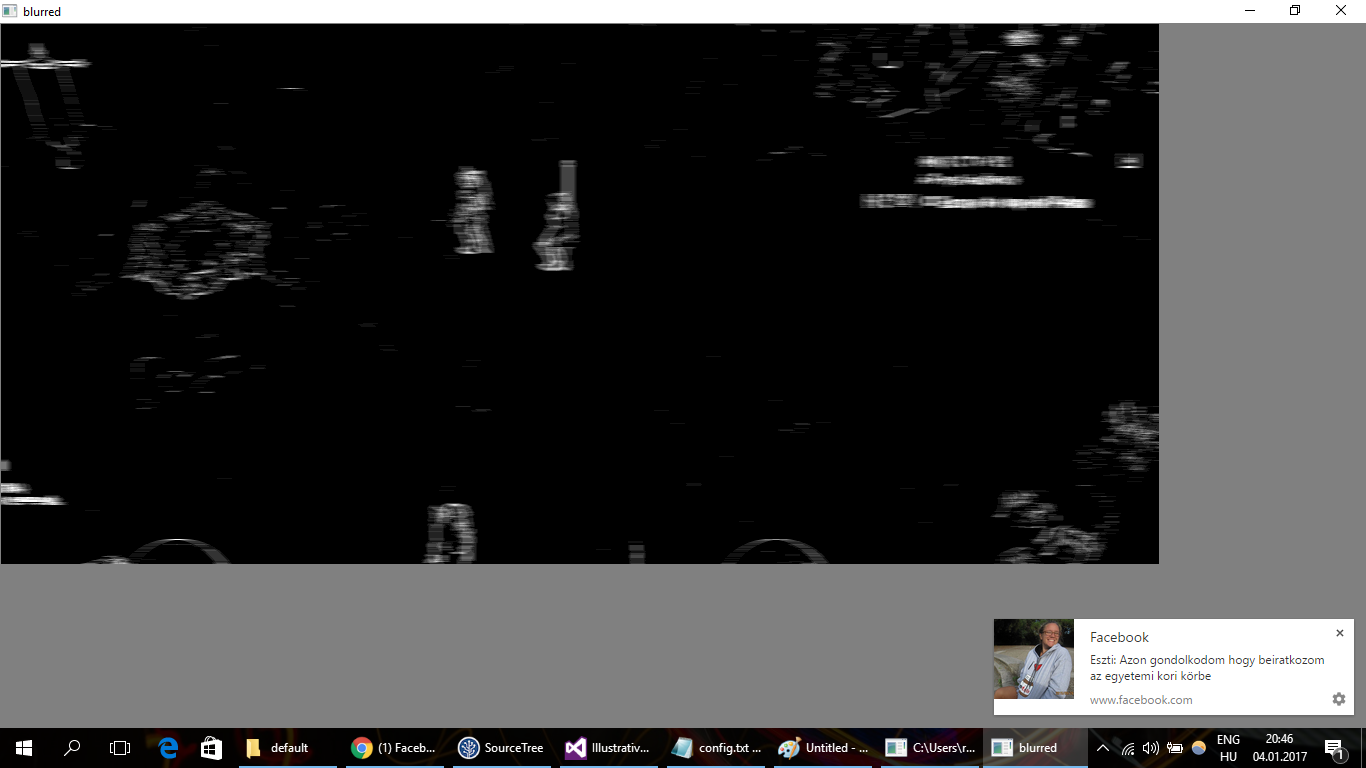 blurred
Facebook
Eszti: Azon gondolkodom hogy beiratkozom
az egyetemi kori körbe
www.facebook.com
default
(1) Faceb...
SourceTree
Illustrativ...
config.txt ...
Untitled - ...
C:\Users\r...
blurred
ENG
HU
20:46
04.01.2017
1